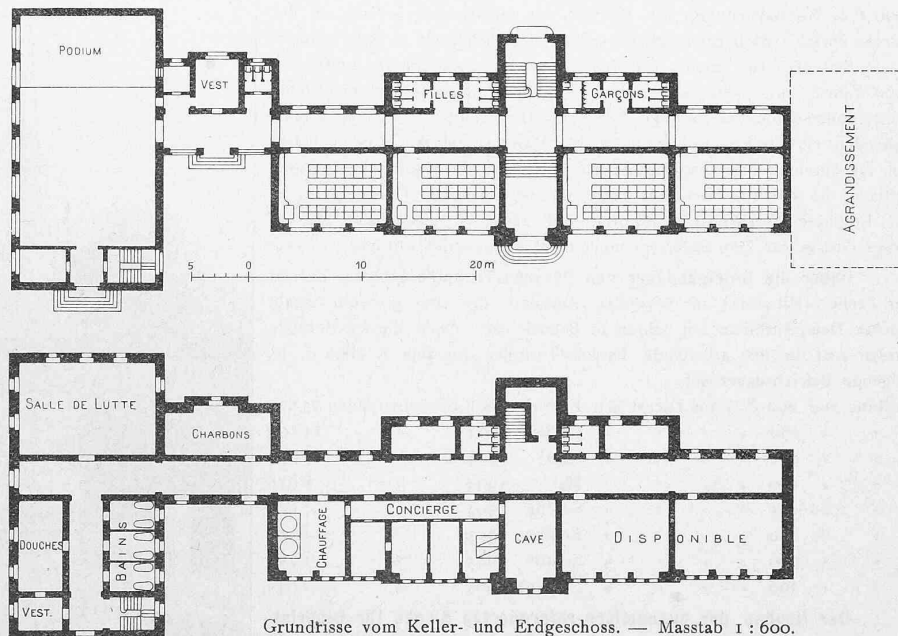 PODIUM
VEST
FILLES
GARÇONS
AGRANDISSEMENT
5 0 10 20 m
SALLE DE LUTTE
CHARBONS
CONCIERGE
DOUCHES
BAINS
CHAUFFAGE
CAVE
DISPONIBLE
VEST.
Grundrisse vom Keller- und Erdgeschoss. — Masstab 1 : 600.